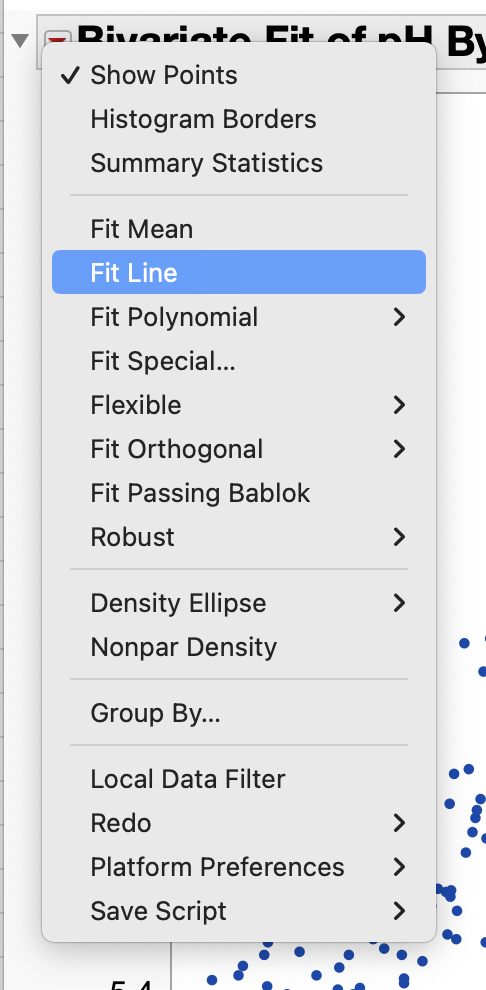 Bivariate Fit of pH By
Show Points
Histogram Borders
Summary Statistics
Fit Mean
Fit Line
Fit Polynomial
Fit Special...
Flexible
Fit Orthogonal
Fit Passing Bablok
Robust
Density Ellipse
Nonpar Density
Group By...
Local Data Filter
Redo
Platform Preferences
Save Script
5.4